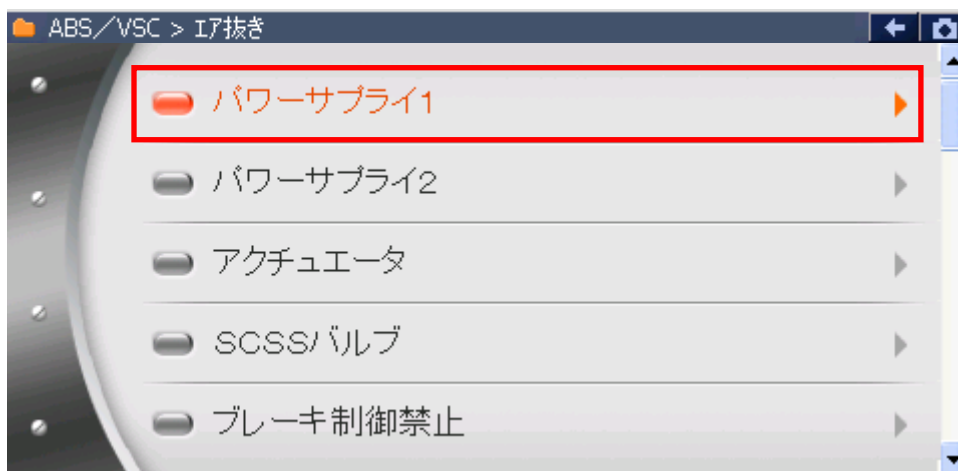 ABS／VSC > ｴｱ抜き
パワーサプライ1
パワーサプライ2
アクチュエータ
SCSSバルブ
ブレーキ制御禁止